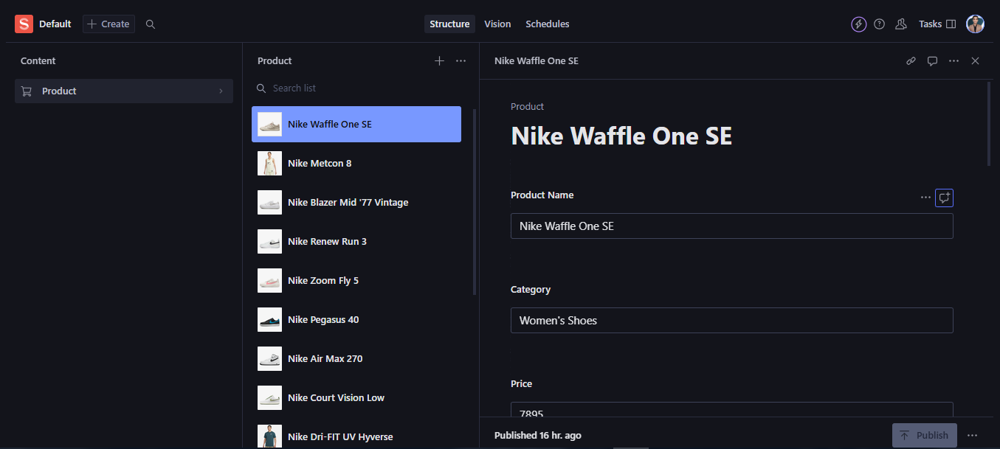 S Default
Create
Structure
Vision
Schedules
Tasks
Content
Product
Product
Search list
Nike Waffle One SE
Nike Metcon 8
Nike Blazer Mid '77 Vintage
Nike Renew Run 3
Nike Zoom Fly 5
Nike Pegasus 40
Nike Air Max 270
Nike Court Vision Low
Nike Dri-FIT UV Hyverse
Nike Waffle One SE
Product
Nike Waffle One SE
Product Name
Nike Waffle One SE
Category
Women's Shoes
Price
7895
Published 16 hr. ago
Publish